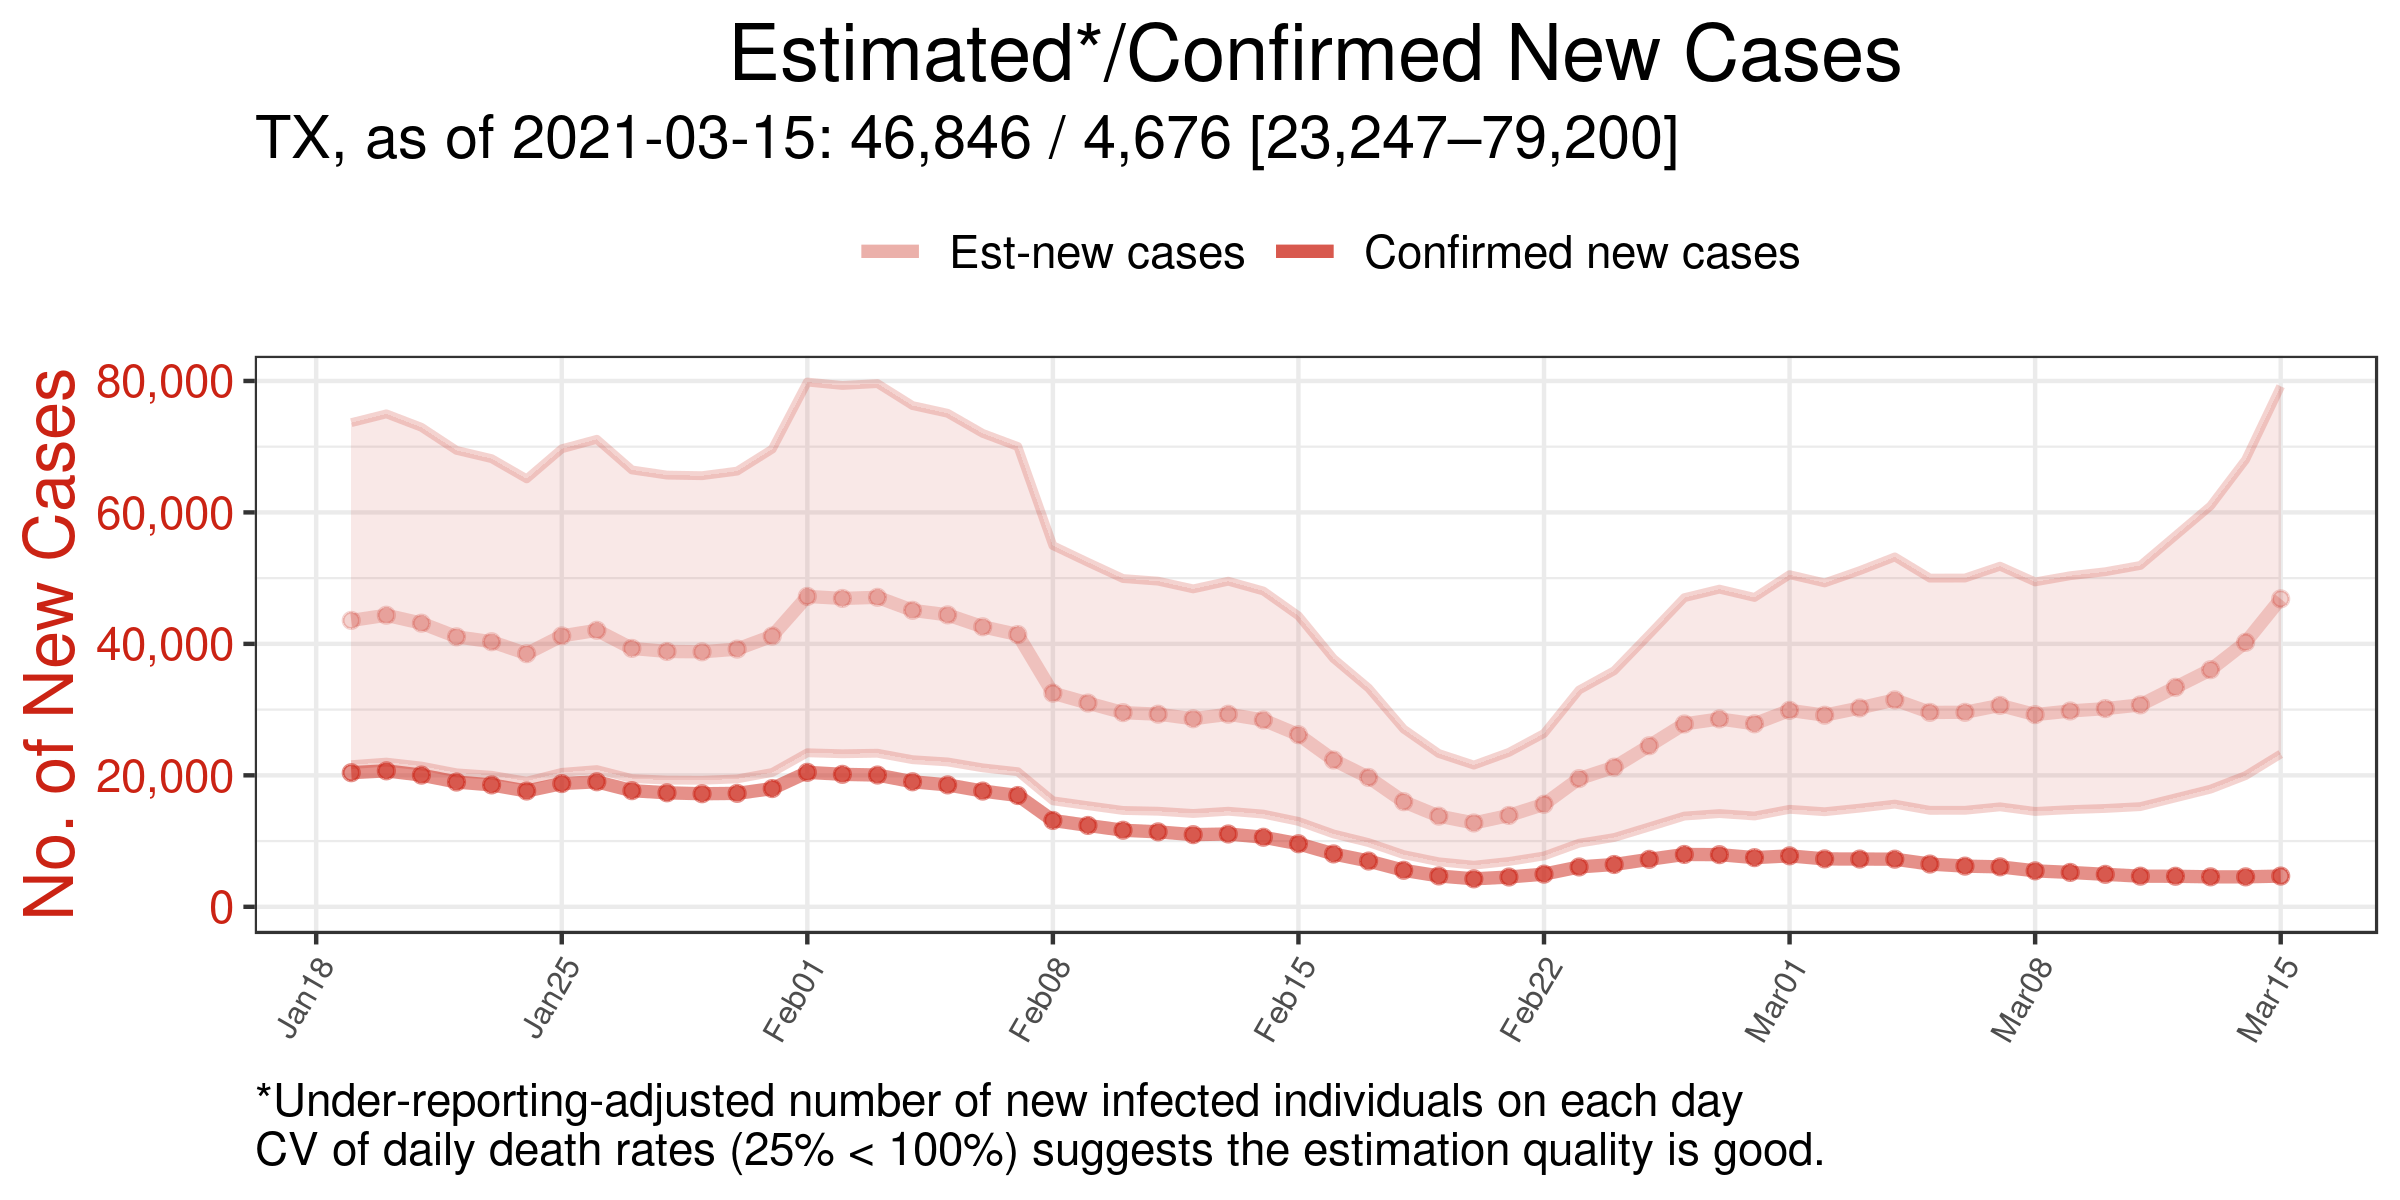 Estimated*/Confirmed New Cases
TX, as of 2021-03-15: 46,846 / 4,676 [23,247–79,200]
Est-new cases
Confirmed new cases
No. of New Cases
80,000
60,000
40,000
20,000
0
Jan18
Jan25
Feb01
Feb08
Feb15
Feb22
Mar01
Mar08
Mar15
*Under-reporting-adjusted number of new infected individuals on each day
CV of daily death rates (25% < 100%) suggests the estimation quality is good.